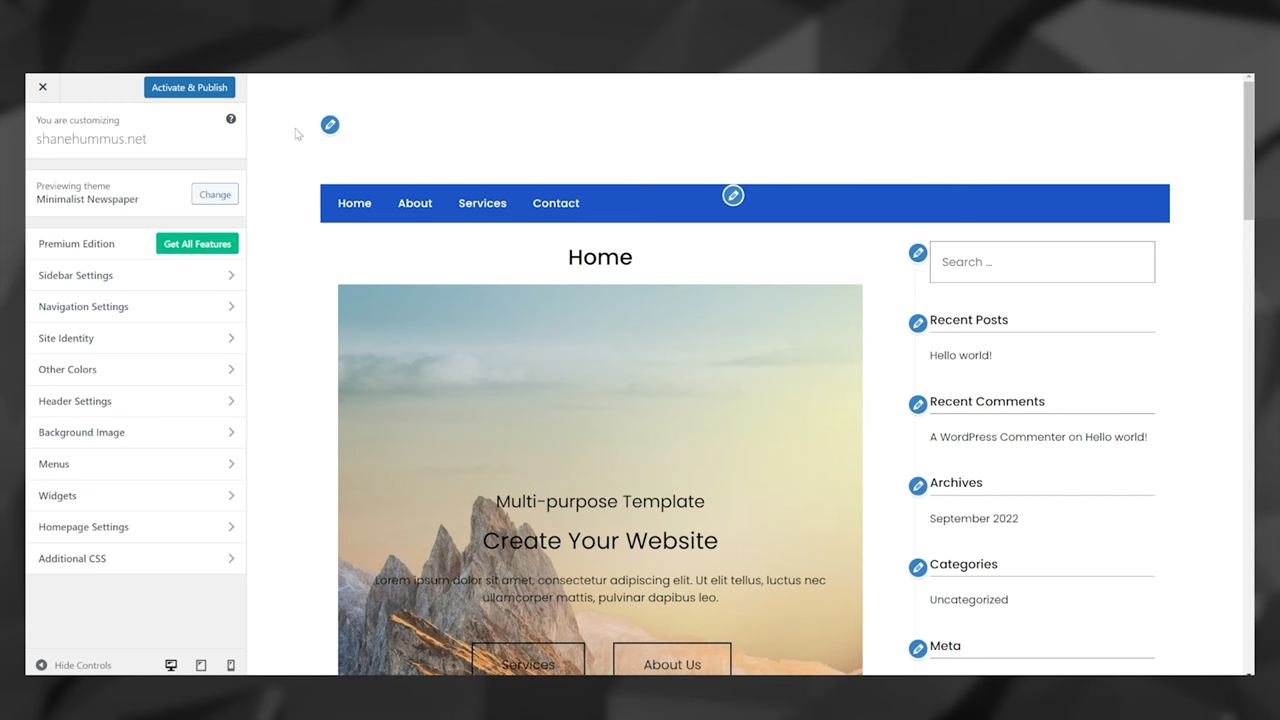 Activate & Publish
You are customizing
shanehummus.net
Previewing theme
Minimalist Newspaper
Change
Premium Edition
Get All Features
Sidebar Settings
Navigation Settings
Site Identity
Other Colors
Header Settings
Background Image
Menus
Widgets
Homepage Settings
Additional CSS
Hide Controls
Home About Services Contact
Home
Multi-purpose Template
Create Your Website
Lorem ipsum dolor sit amet, consectetur adipiscing elit. Ut elit tellus, luctus nec
ullamcorper mattis, pulvinar dapibus leo.
Services About Us
Search ...
Recent Posts
Hello world!
Recent Comments
A WordPress Commenter on Hello world!
Archives
September 2022
Categories
Uncategorized
Meta